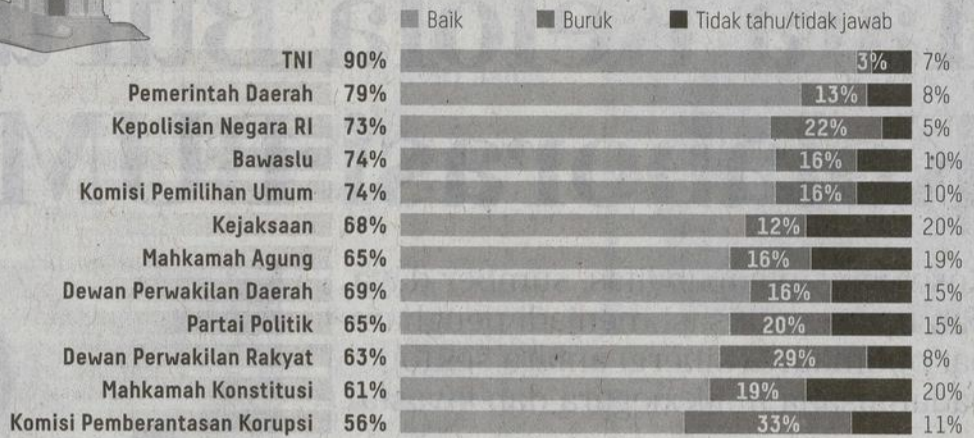 Baik Buruk Tidak tahu/tidak jawab
TNI 90% 3% 7%
Pemerintah Daerah 79% 13% 8%
Kepolisian Negara RI 73% 22% 5%
Bawaslu 74% 16% 10%
Komisi Pemilihan Umum 74% 16% 10%
Kejaksaan 68% 12% 20%
Mahkamah Agung 65% 16% 19%
Dewan Perwakilan Daerah 69% 16% 15%
Partai Politik 65% 20% 15%
Dewan Perwakilan Rakyat 63% 29% 8%
Mahkamah Konstitusi 61% 19% 20%
Komisi Pemberantasan Korupsi 56% 33% 11%